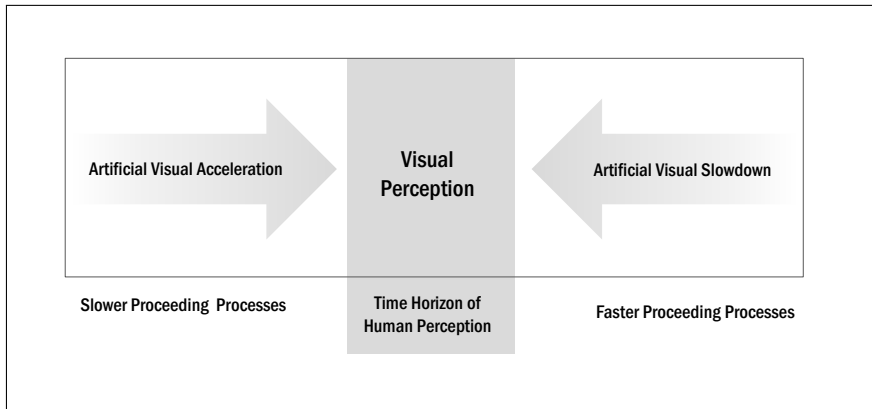 Artificial Visual Acceleration
Visual
Perception
Artificial Visual Slowdown
Slower Proceeding Processes
Time Horizon of
Human Perception
Faster Proceeding Processes